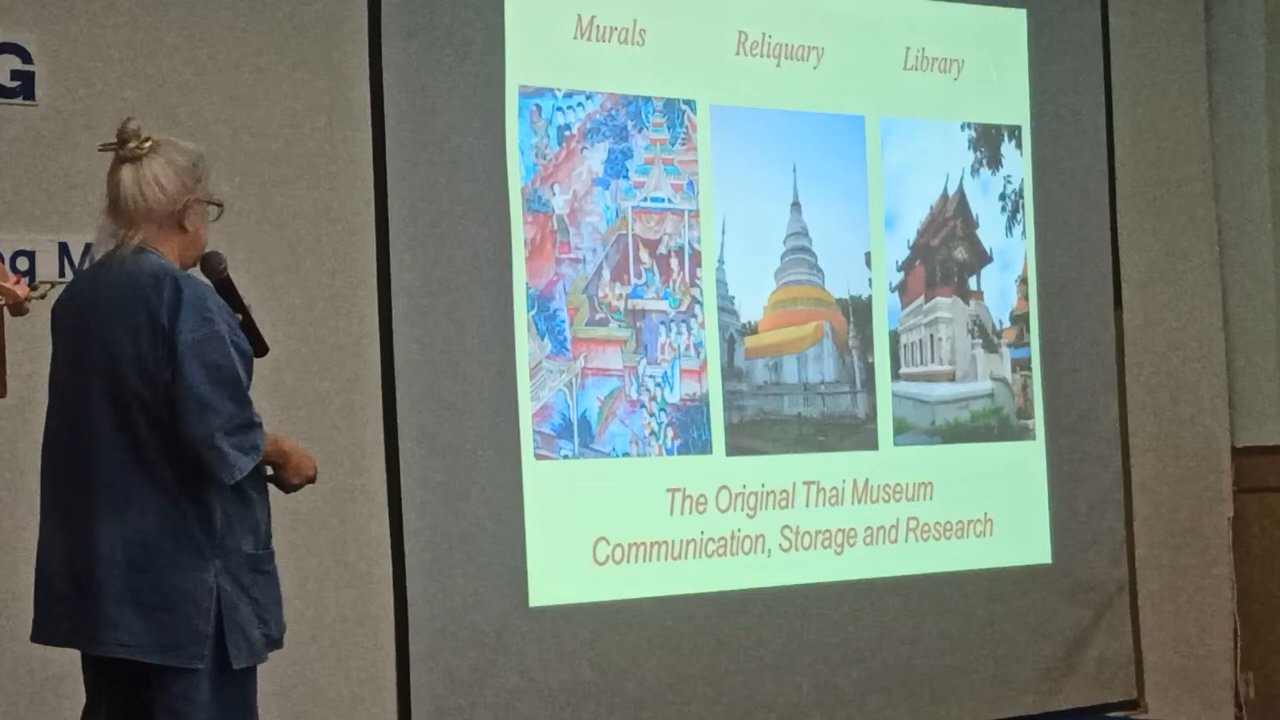 G
Murals
Reliquary
Library
The Original Thai Museum
Communication, Storage and Research